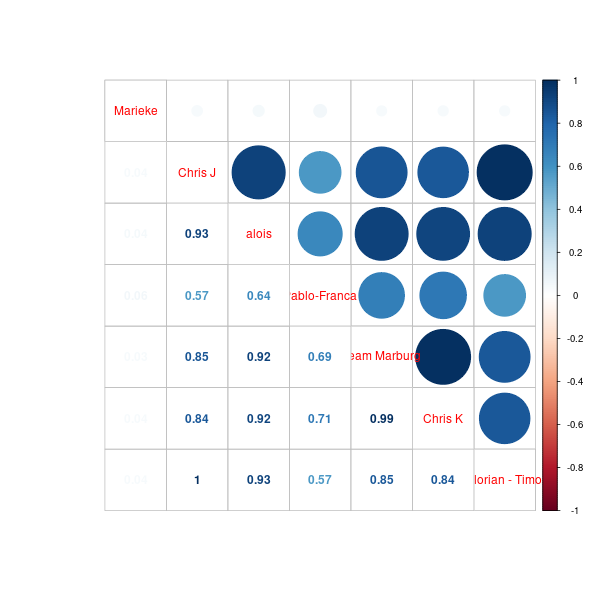 Marieke
0.04 Chris J
0.04 0.93 alois
0.06 0.57 0.64 ablo-Franca
0.03 0.85 0.92 0.69 eam Marburg
0.84 0.92 0.71 0.99 Chris K
0.04 1 0.93 0.57 0.85 0.84 lorian - Timo
1
0.8
0.6
0.4
0.2
0
-0.2
-0.4
-0.6
-0.8
-1